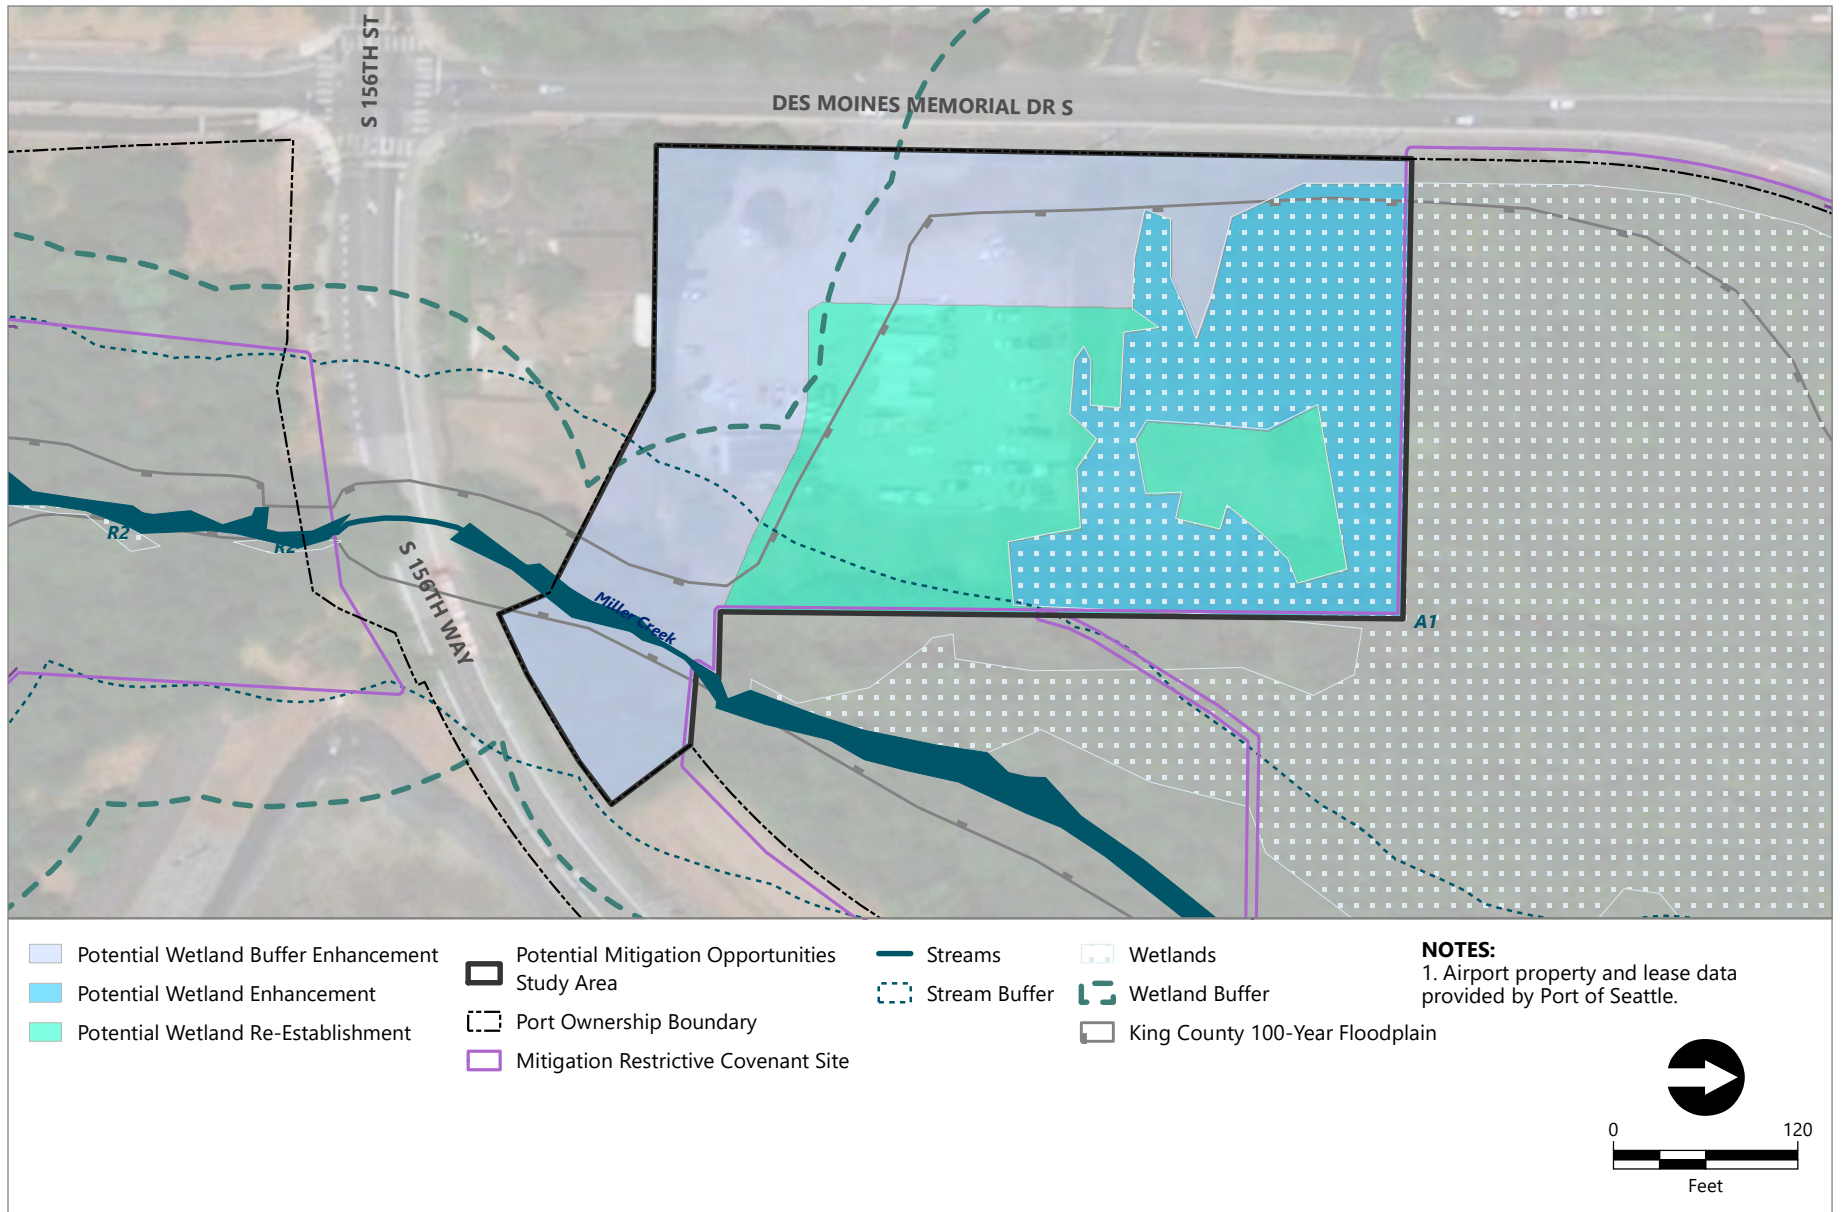 S 156TH ST
DES MOINES MEMORIAL DR S
R2
R2
S 156TH WAY
Miller Creek
A1
Potential Wetland Buffer Enhancement
Potential Wetland Enhancement
Potential Wetland Re-Establishment
Potential Mitigation Opportunities
Study Area
Port Ownership Boundary
Mitigation Restrictive Covenant Site
Streams
Stream Buffer
Wetlands
Wetland Buffer
King County 100-Year Floodplain
NOTES:
1. Airport property and lease data
provided by Port of Seattle.
0 120
Feet